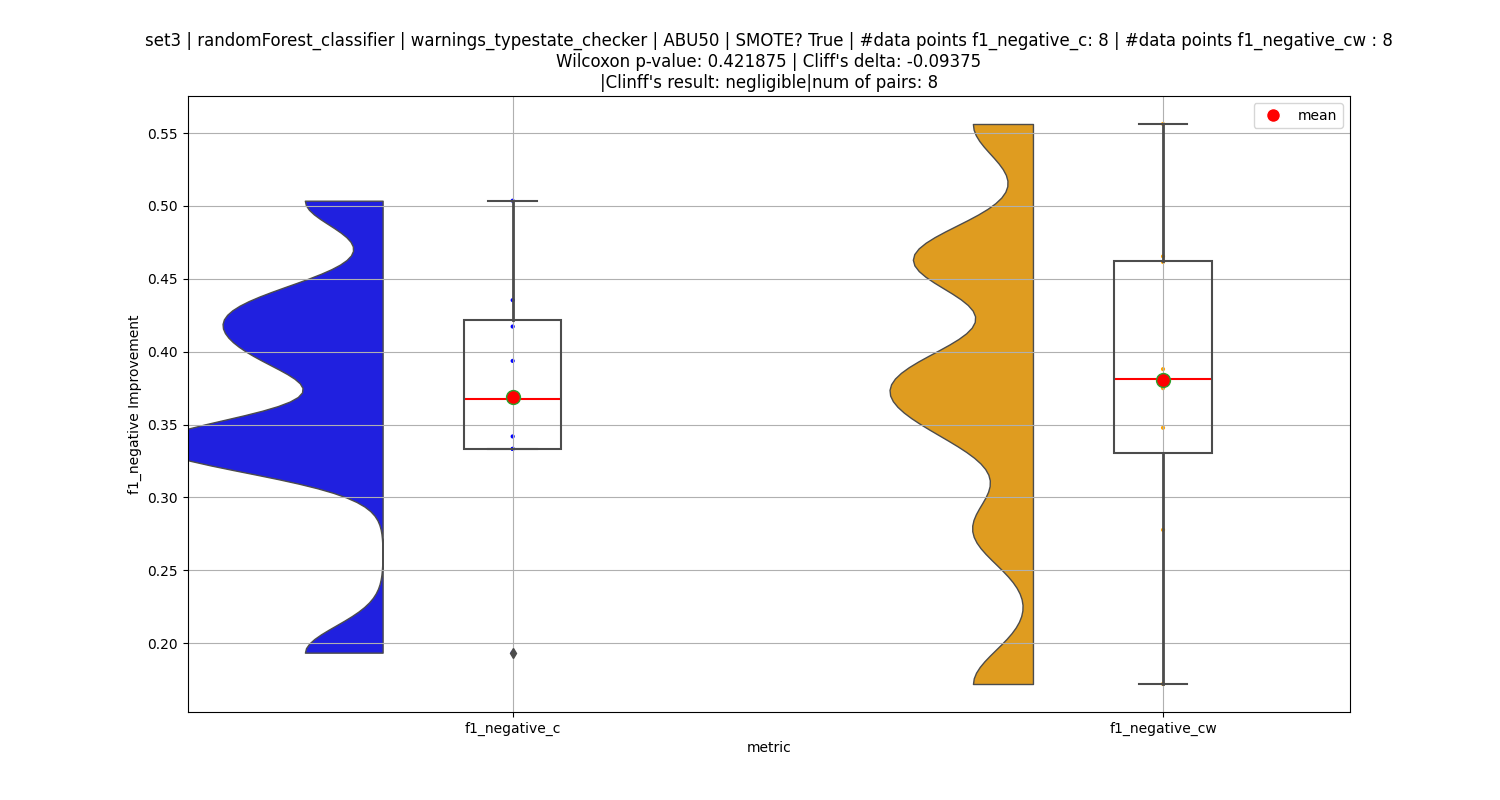 set3 | randomForest_classifier | warnings_typestate_checker | ABU50 | SMOTE? True | #data points f1_negative_c: 8 | #data points f1_negative_cw : 8
Wilcoxon p-value: 0.421875 | Cliff's delta: -0.09375
|Clinff's result: negligible|num of pairs: 8
mean
0.55
0.50
0.45
0.40
0.35
0.30
0.25
0.20
f1_negative Improvement
f1_negative_c
f1_negative_cw
metric